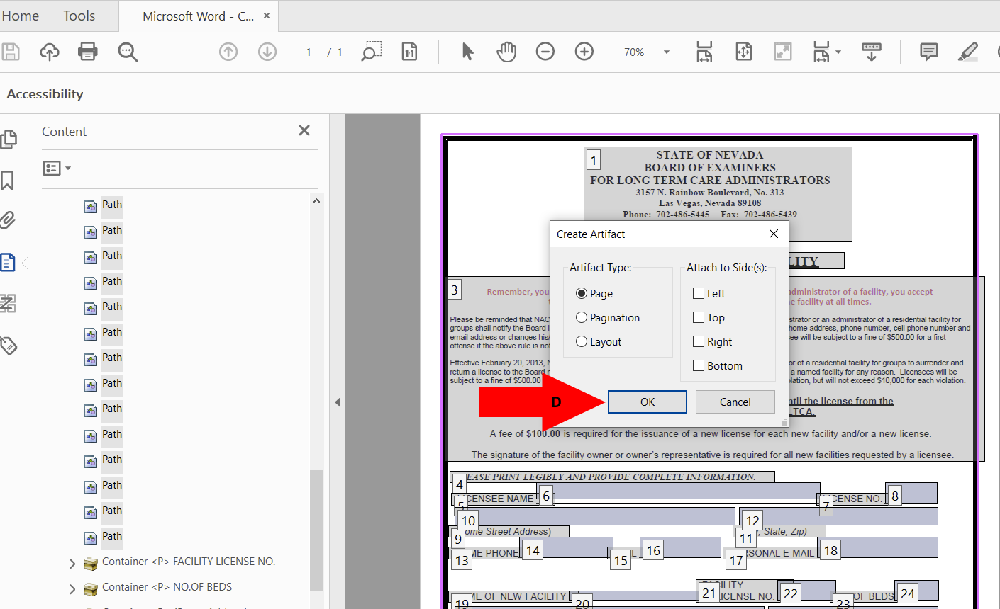 Home
Tools
Microsoft Word - C...
1 / 1
70%
Accessibility
Content
Path
Path
Path
Path
Path
Path
Path
Path
Path
Path
Path
Path
Path
Path
Container <P> FACILITY LICENSE NO.
Container <P> NO.OF BEDS
1
STATE OF NEVADA
BOARD OF EXAMINERS
FOR LONG TERM CARE ADMINISTRATORS
3157 N. Rainbow Boulevard, No. 313
Las Vegas, Nevada 89108
Phone: 702-486-5445 Fax: 702-486-5439
LITY
3
Remember, you
administrator of a facility, you accept
e facility at all times.
Please be reminded that NAC
strator or an administrator of a residential facility for
groups shall notify the Board i
home address, phone number, cell phone number and
email address or changes his/
ee will be subject to a fine of $500.00 for a first
offense if the above rule is not
Effective February 20, 2013, N
or of a residential facility for groups to surrender and
return a license to the Board
a named facility for any reason. Licensees will be
subject to a fine of $500.00
olation, but will not exceed $10,000 for each violation.
ntil the license from the
LTCA.
A fee of $100.00 is required for the issuance of a new license for each new facility and/or a new license.
The signature of the facility owner or owner's representative is required for all new facilities requested by a licensee.
Create Artifact
Artifact Type:
Page
Pagination
Layout
Attach to Side(s):
Left
Top
Right
Bottom
D
OK
Cancel
4
EASE PRINT LEGIBLY AND PROVIDE COMPLETE INFORMATION.
5
ICENSEE NAME
6
7
CENSE NO.
8
10
12
9
ome Street Address)
11
, State, Zip)
13
ME PHONE
14
15
L
16
17
RSONAL E-MAIL
18
19
AME OF NEW FACILITY
20
21
FACILITY
LICENSE NO.
22
23
NO OF BEDS
24